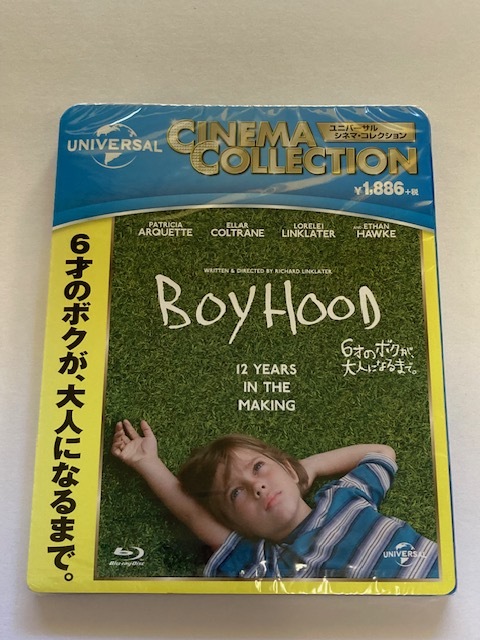 UNIVERSAL
CINEMA
COLLECTION
ユニバーサル
シネマ・コレクション
¥1,886+税
6才のボクが、大人になるまで。
PATRICIA ARQUETTE
ELLAR COLTRANE
LORELEI LINKLATER
AND ETHAN HAWKE
WRITTEN & DIRECTED BY RICHARD LINKLATER
BOYHOOD
6才のボクが、
大人になるまで。
12 YEARS
IN THE
MAKING
Blu-ray Disc
UNIVERSAL